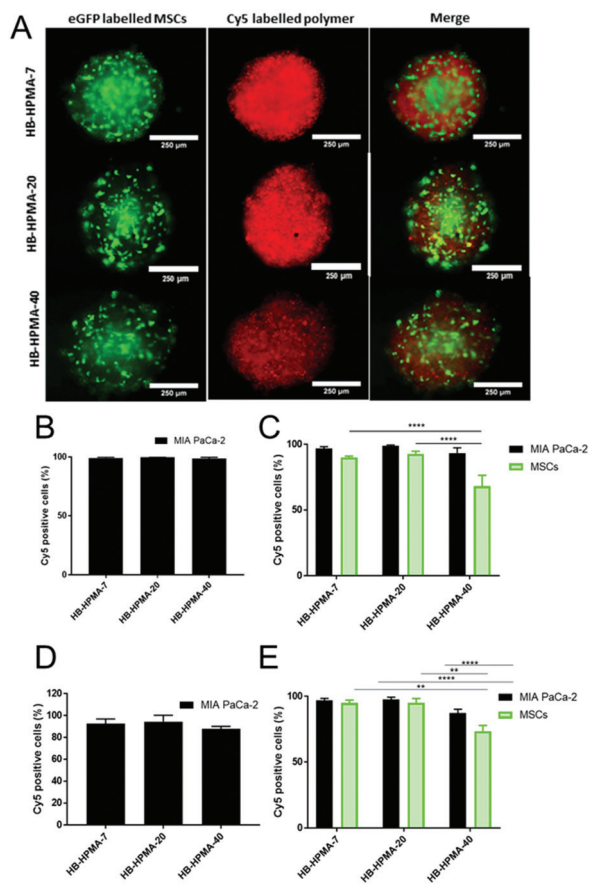 A
eGFP labelled MSCs
Cy5 labelled polymer
Merge
HB-HPMA-7
250 µm
250 µm
250 µm
HB-HPMA-20
250 µm
250 µm
250 µm
HB-HPMA-40
250 µm
250 µm
250 µm
B
MIA PaCa-2
Cy5 positive cells (%)
100
50
0
HB-HPMA-7
HB-HPMA-20
HB-HPMA-40
C
****
****
MIA PaCa-2
MSCs
Cy5 positive cells (%)
100
50
0
HB-HPMA-7
HB-HPMA-20
HB-HPMA-40
D
MIA PaCa-2
Cy5 positive cells (%)
120
100
80
60
40
20
0
HB-HPMA-7
HB-HPMA-20
HB-HPMA-40
E
****
**
****
**
MIA PaCa-2
MSCs
Cy5 positive cells (%)
100
50
0
HB-HPMA-7
HB-HPMA-20
HB-HPMA-40